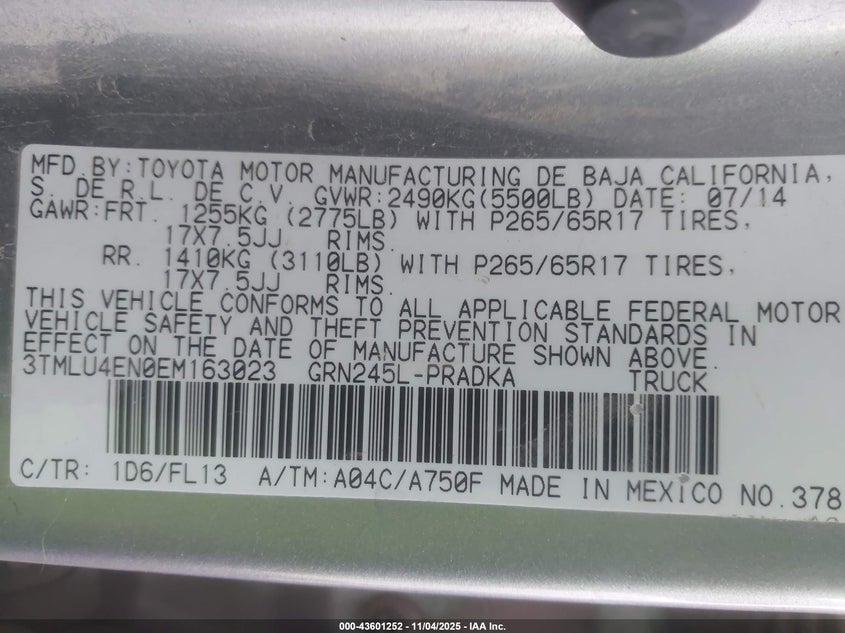 MFD.BY:TOYOTA MOTOR MANUFACTURING DE BAJA CALIFORNIA,
S. DE R.L. DE C.V. GVWR:2490KG(5500LB) DATE: 07/14
GAWR:FRT. 1255KG (2775LB) WITH P265/65R17 TIRES,
17X7.5JJ RIMS.
RR. 1410KG (3110LB) WITH P265/65R17 TIRES,
17X7.5JJ RIMS.
THIS VEHICLE CONFORMS TO ALL APPLICABLE FEDERAL MOTOR
VEHICLE SAFETY AND THEFT PREVENTION STANDARDS IN
EFFECT ON THE DATE OF MANUFACTURE SHOWN ABOVE.
3TMLU4EN0EM163023 GRN245L-PRADKA TRUCK
C/TR: 1D6/FL13 A/TM:A04C/A750F MADE IN MEXICO NO.378
000-43601252 - 11/04/2025 - IAA Inc.